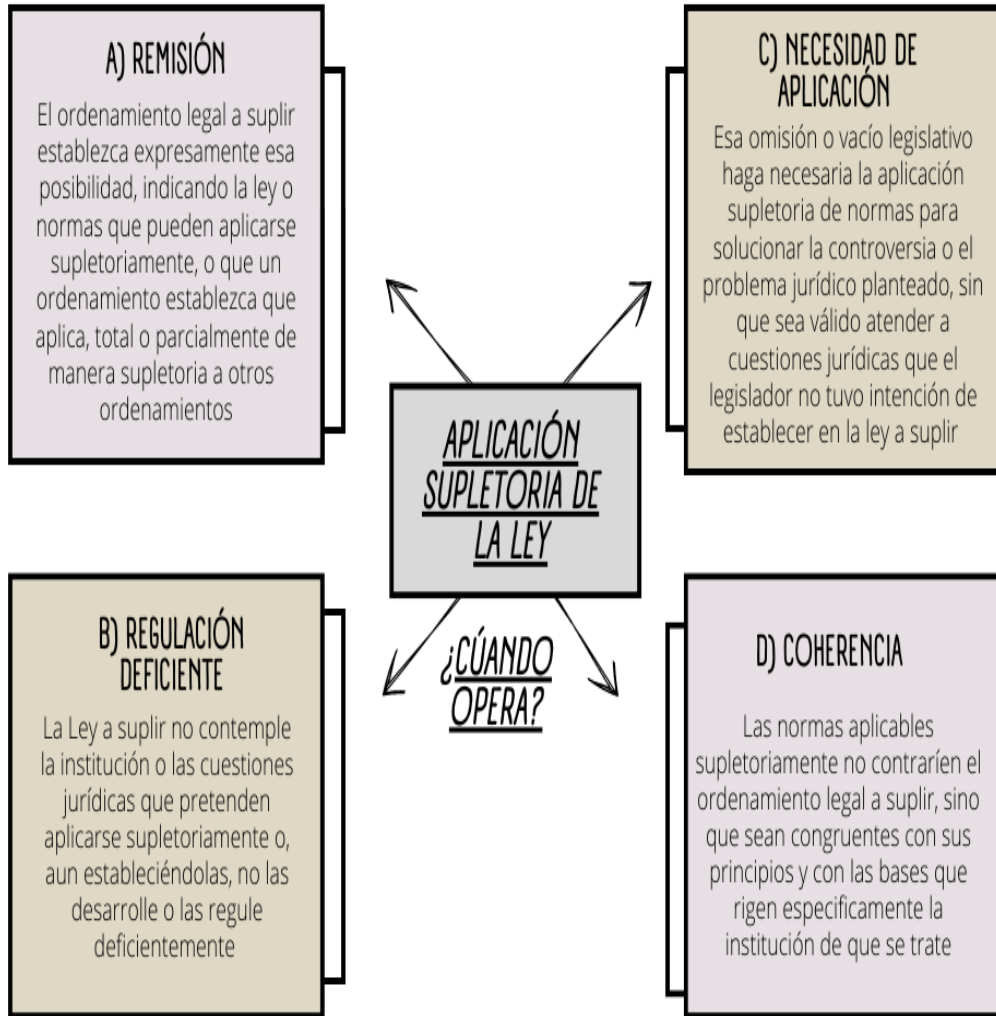 A) REMISIÓN
El ordenamiento legal a suplir
establezca expresamente esa
posibilidad, indicando la ley o
normas que pueden aplicarse
supletoriamente, o que un
ordenamiento establezca que
aplica, total o parcialmente de
manera supletoria a otros
ordenamientos
C) NECESIDAD DE
APLICACIÓN
Esa omisión o vacío legislativo
haga necesaria la aplicación
supletoria de normas para
solucionar la controversia o el
problema jurídico planteado, sin
que sea válido atender a
cuestiones jurídicas que el
legislador no tuvo intención de
establecer en la ley a suplir
APLICACIÓN
SUPLETORIA DE
LA LEY
¿CÚANDO
OPERA?
B) REGULACIÓN
DEFICIENTE
La Ley a suplir no contemple
la institución o las cuestiones
jurídicas que pretenden
aplicarse supletoriamente o,
aun estableciéndolas, no las
desarrolle o las regule
deficientemente
D) COHERENCIA
Las normas aplicables
supletoriamente no contraríen el
ordenamiento legal a suplir, sino
que sean congruentes con sus
principios y con las bases que
rigen especificamente la
institución de que se trate